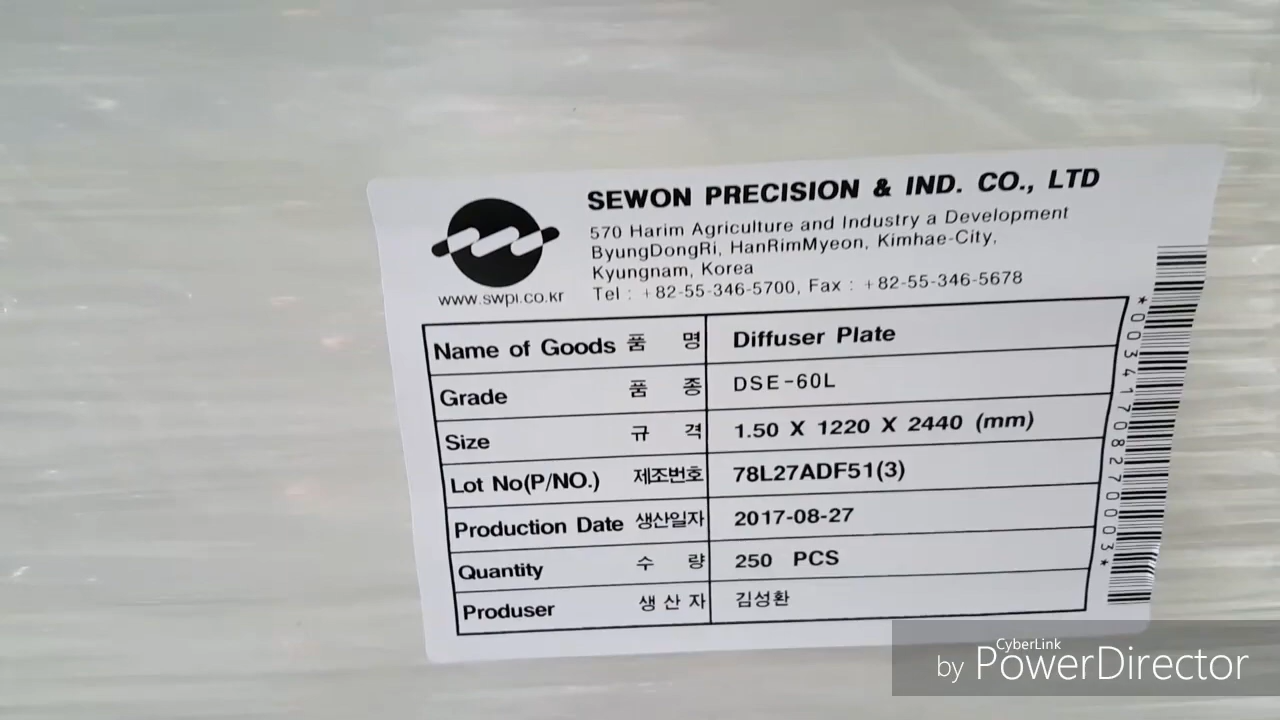 SEWON PRECISION & IND. CO., LTD
570 Harim Agriculture and Industry a Development
ByungDongRi, HanRimMyeon, Kimhae-City,
Kyungnam, Korea
Tel : +82-55-346-5700, Fax : +82-55-346-5678
www.swpi.co.kr
Name of Goods 품 명 Diffuser Plate
Grade 품 종 DSE-60L
Size 규 격 1.50 X 1220 X 2440 (mm)
Lot No(P/NO.) 제조번호 78L27ADF51(3)
Production Date 생산일자 2017-08-27
Quantity 수 량 250 PCS
Produser 생 산 자 김성환
*00341708270003*
CyberLink
by PowerDirector